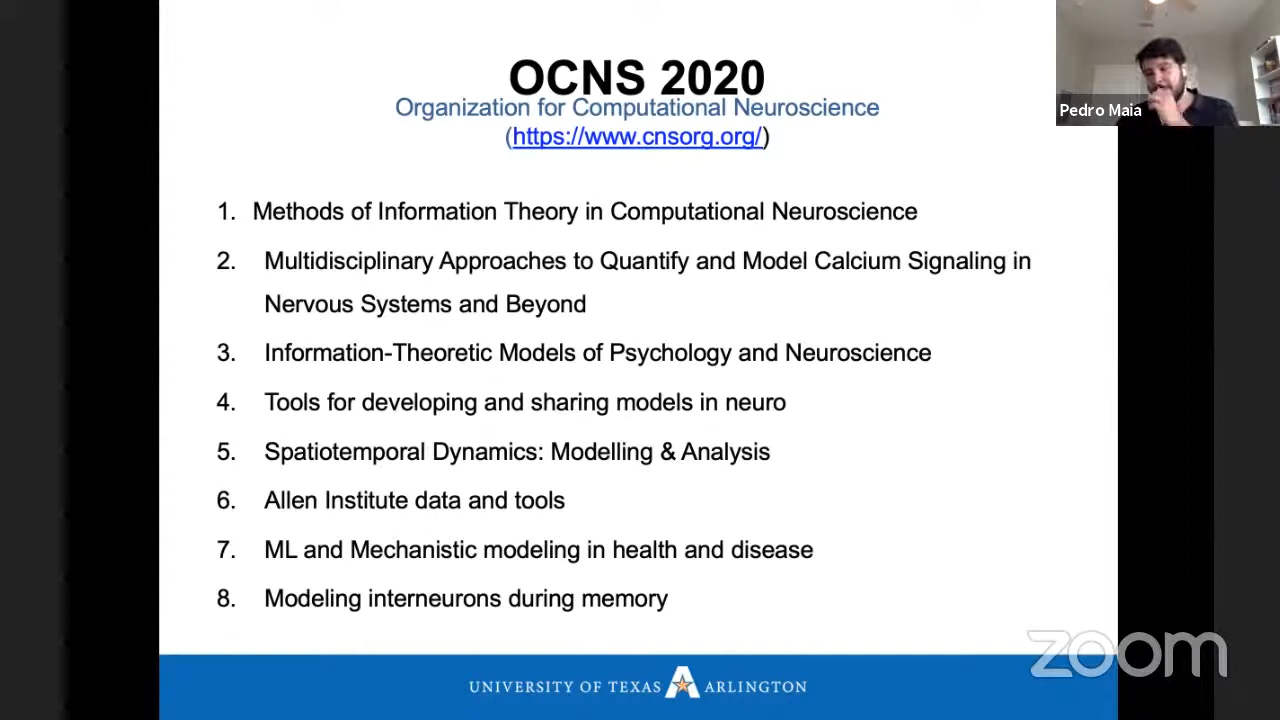 OCNS 2020
Organization for Computational Neuroscience
(https://www.cnsorg.org/)
Pedro Maia
1. Methods of Information Theory in Computational Neuroscience
2. Multidisciplinary Approaches to Quantify and Model Calcium Signaling in
Nervous Systems and Beyond
3. Information-Theoretic Models of Psychology and Neuroscience
4. Tools for developing and sharing models in neuro
5. Spatiotemporal Dynamics: Modelling & Analysis
6. Allen Institute data and tools
7. ML and Mechanistic modeling in health and disease
8. Modeling interneurons during memory
zoom
UNIVERSITY OF TEXAS A ARLINGTON